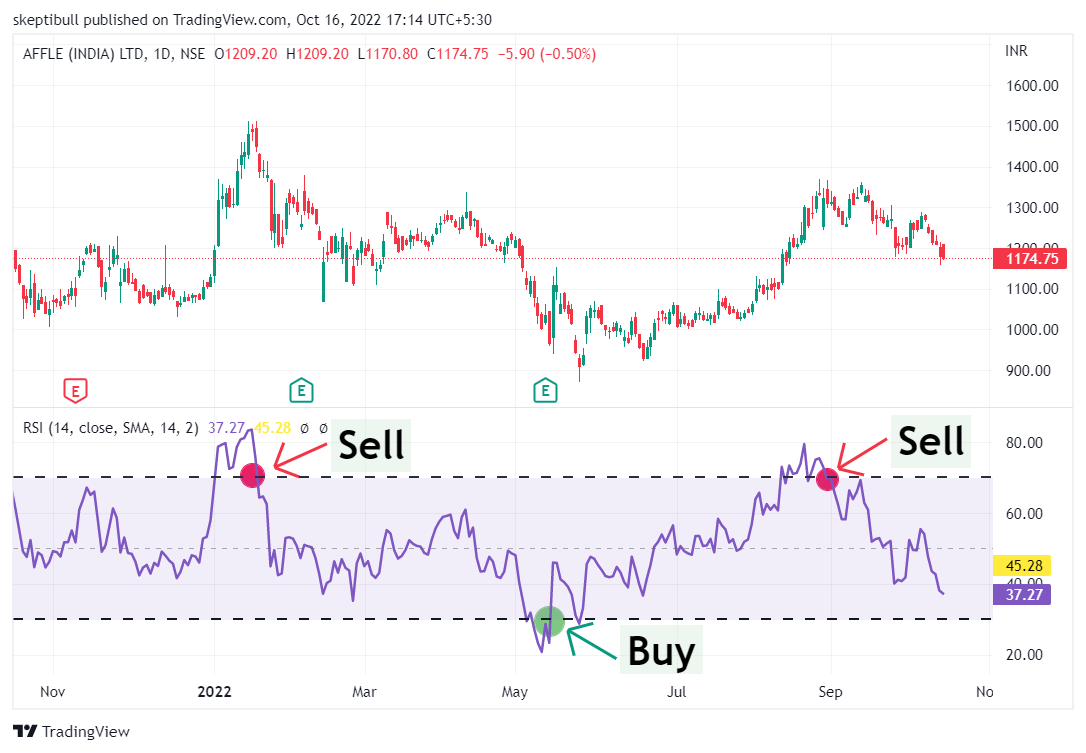 skeptibull published on TradingView.com, Oct 16, 2022 17:14 UTC+5:30
AFFLE (INDIA) LTD, 1D, NSE O1209.20 H1209.20 L1170.80 C1174.75 −5.90 (−0.50%)
INR
1600.00
1500.00
1400.00
1300.00
1200.00
1174.75
1100.00
1000.00
900.00
E
E
E
RSI (14, close, SMA, 14, 2) 37.27 45.28 ø ø
Sell
Sell
80.00
60.00
45.28
40.00
37.27
Buy
20.00
Nov 2022 Mar May Jul Sep No
TradingView